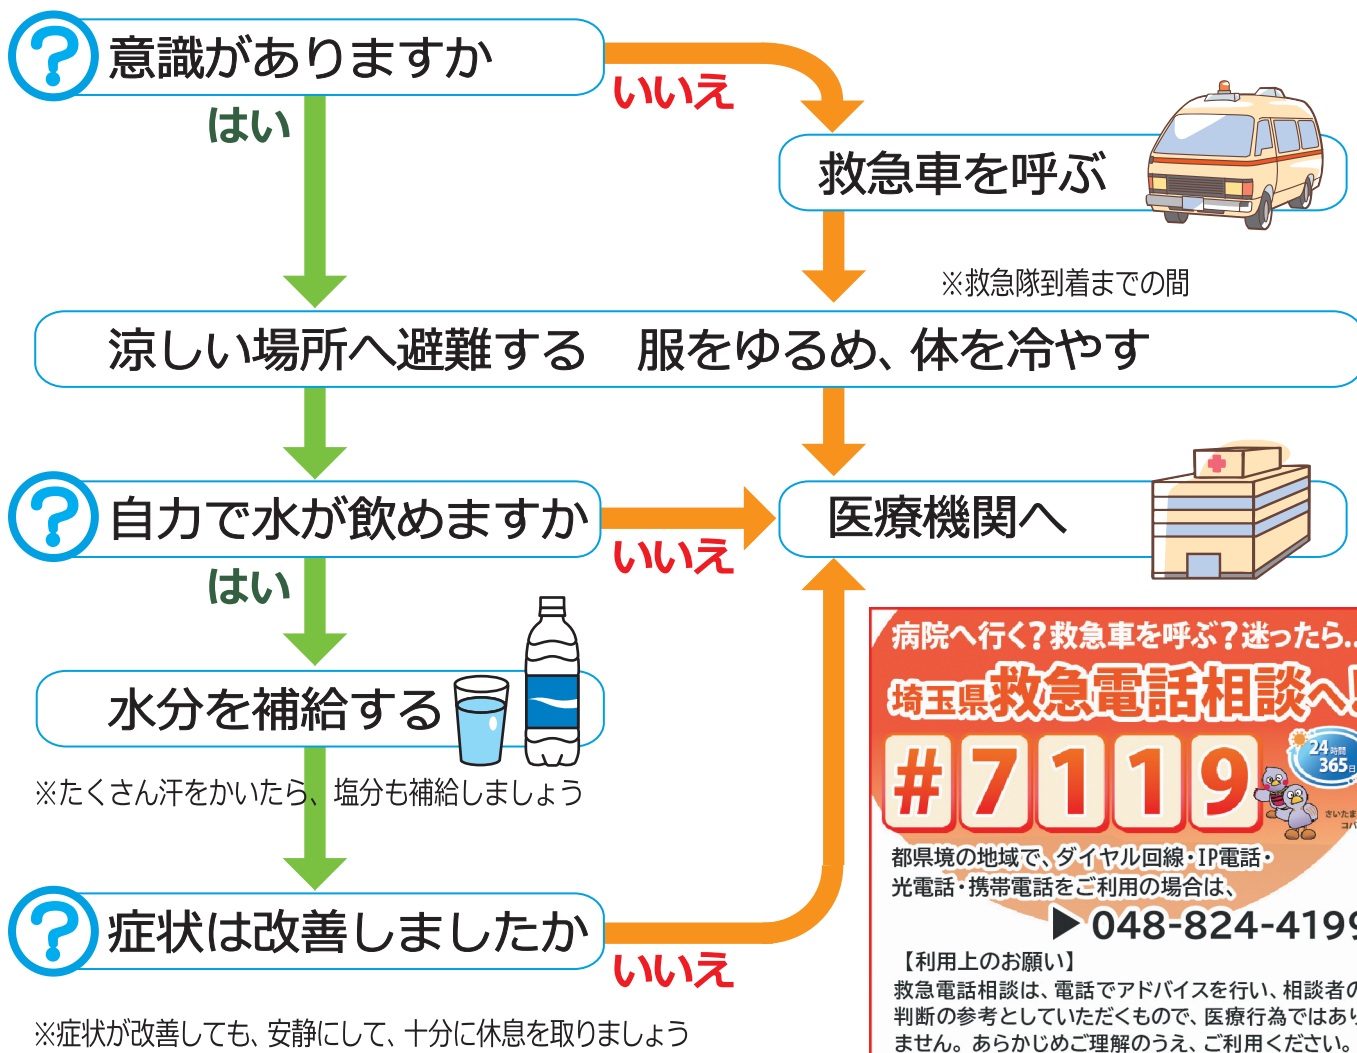 意識がありますか
いいえ
はい
救急車を呼ぶ
※救急隊到着までの間
涼しい場所へ避難する 服をゆるめ、体を冷やす
自力で水が飲めますか
いいえ
医療機関へ
はい
水分を補給する
※たくさん汗をかいたら、塩分も補給しましょう
症状は改善しましたか
いいえ
※症状が改善しても、安静にして、十分に休息を取りましょう
病院へ行く?救急車を呼ぶ?迷ったら..
埼玉県救急電話相談へ!
#7119
24時間
365日
さいたま
コバ
都県境の地域で、ダイヤル回線・IP電話・
光電話・携帯電話をご利用の場合は、
▶048-824-4199
【利用上のお願い】
救急電話相談は、電話でアドバイスを行い、相談者の
判断の参考としていただくもので、医療行為ではあり
ません。あらかじめご理解のうえ、ご利用ください。